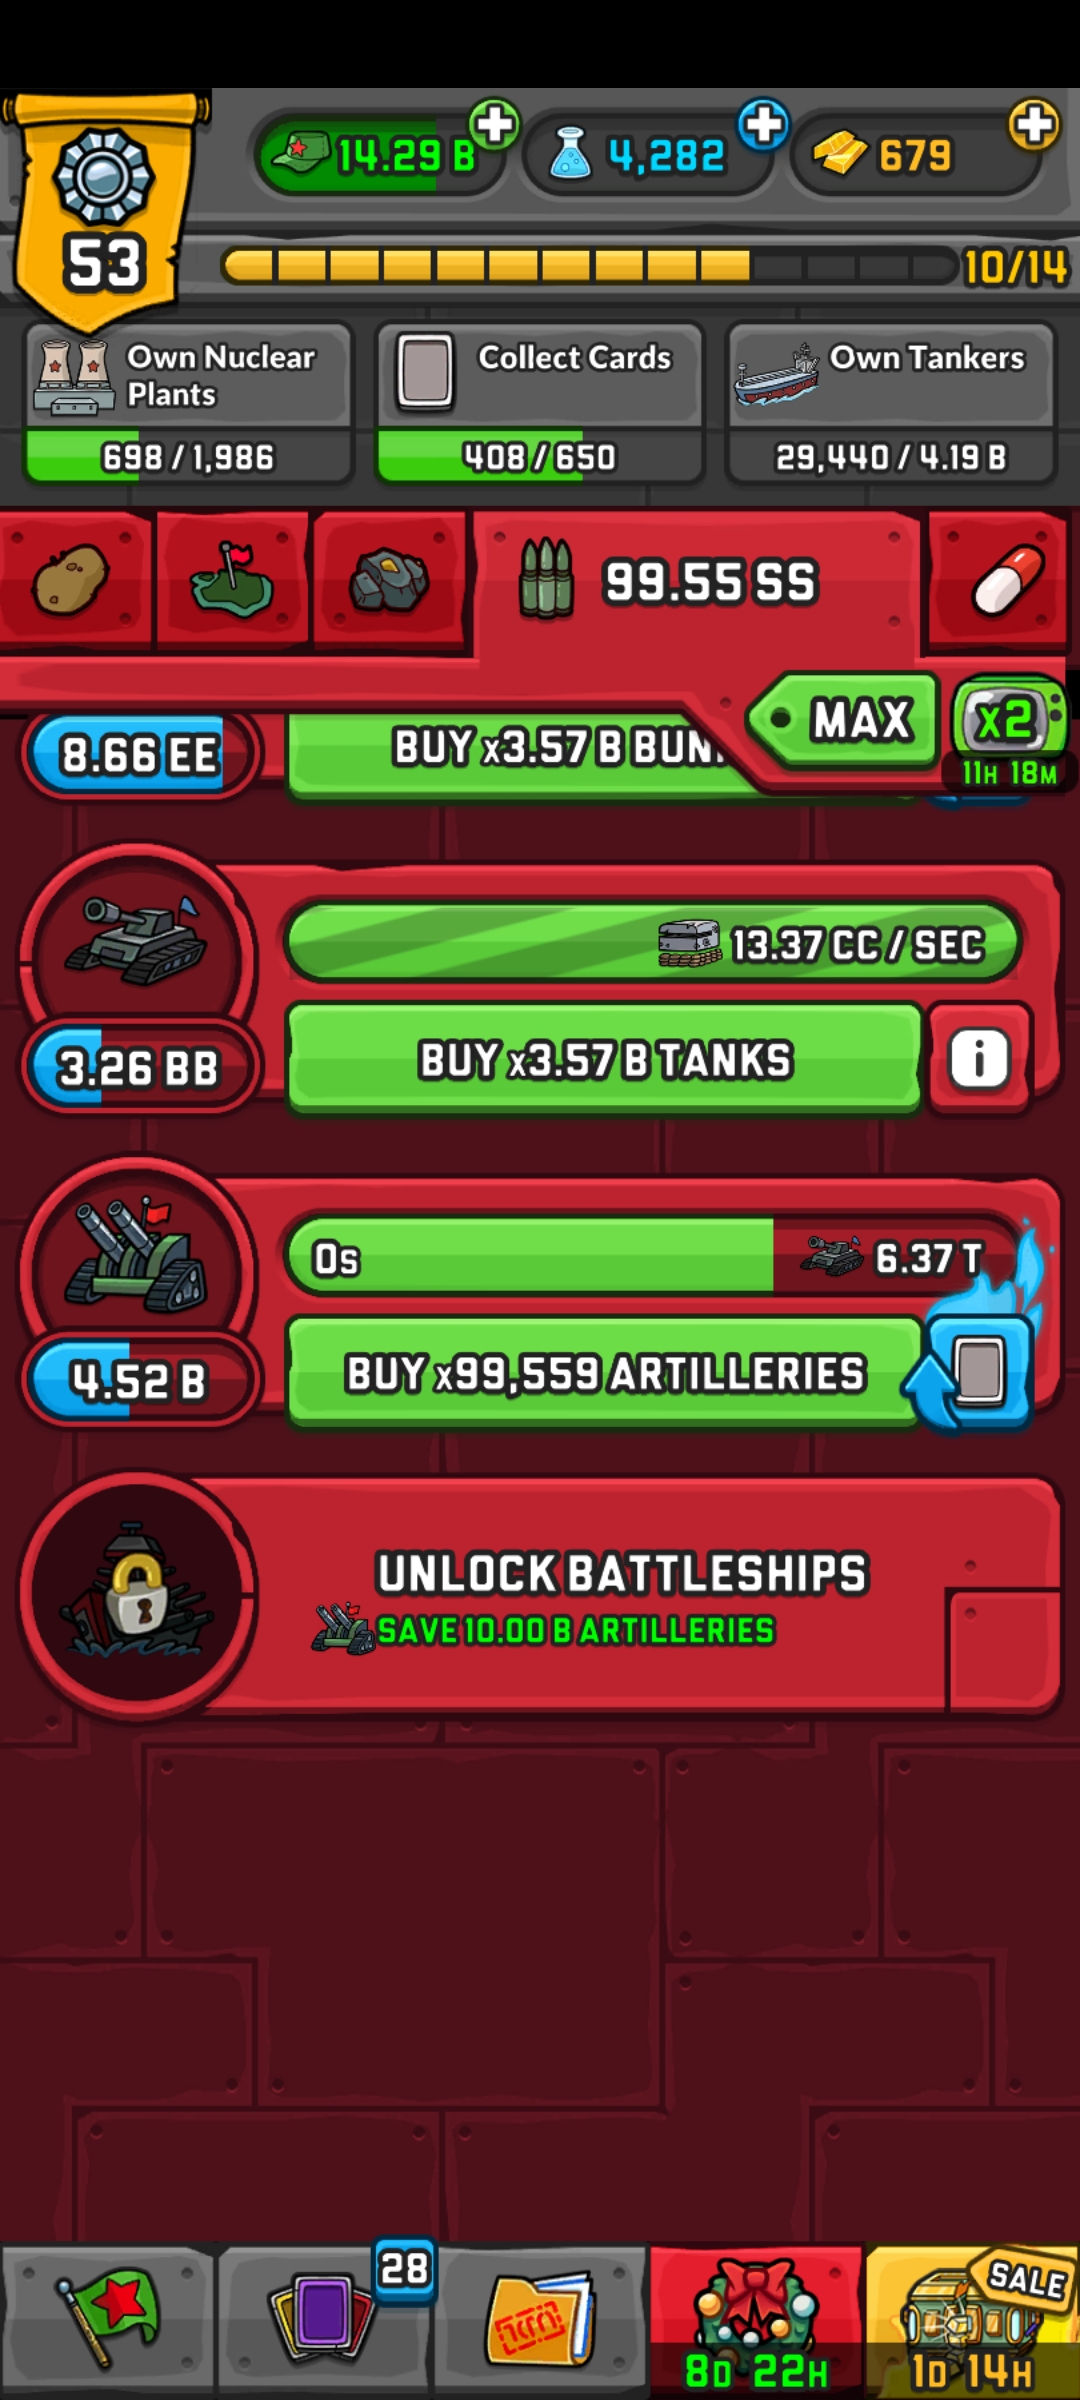 14.29 B
4,282
679
53
10/14
Own Nuclear
Plants
Collect Cards
Own Tankers
698 / 1,986
408 / 650
29,440 / 4.19 B
99.55 SS
MAX
x2
11H 18M
8.66 EE
BUY x3.57 B
13.37 CC / SEC
3.26 BB
BUY x3.57 B TANKS
i
0s
6.37 T
4.52 B
BUY x99,559 ARTILLERIES
UNLOCK BATTLESHIPS
SAVE 10.00 B ARTILLERIES
28
SALE
8D 22H
1D 14H